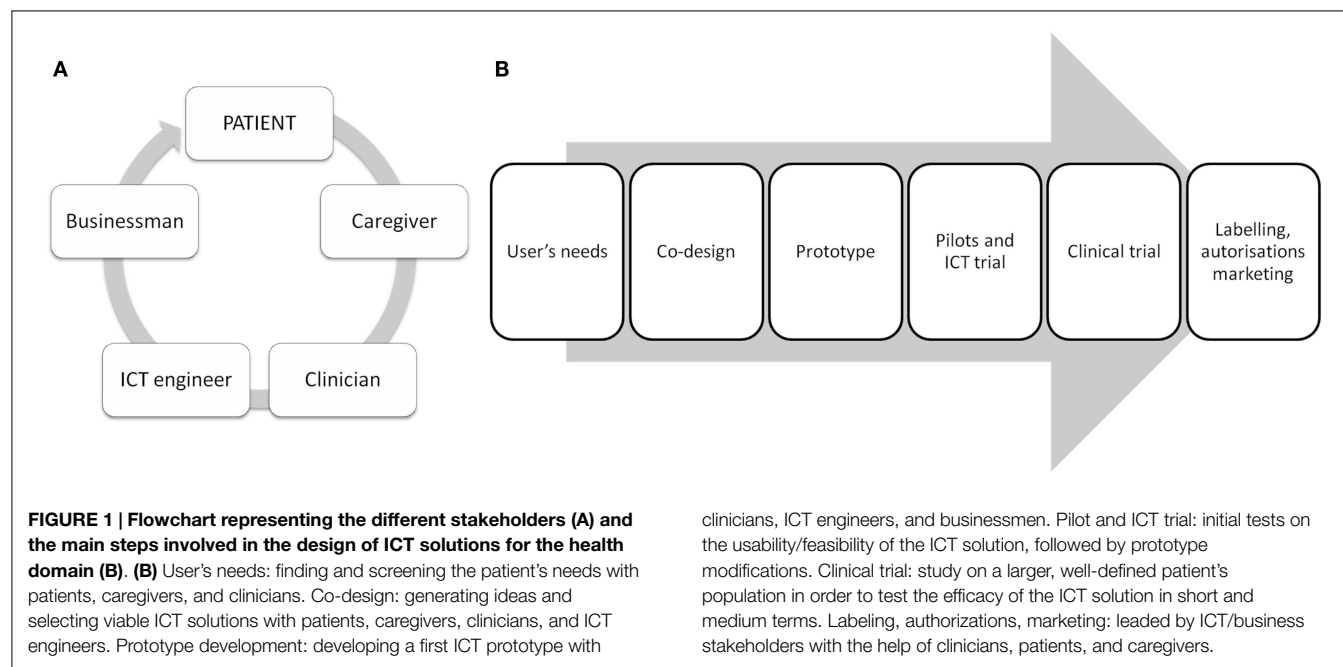 A
PATIENT
Caregiver
Clinician
ICT engineer
Businessman
B
User’s needs
Co-design
Prototype
Pilots and
ICT trial
Clinical trial
Labelling,
autorisations
marketing
FIGURE 1 | Flowchart representing the different stakeholders (A) and
the main steps involved in the design of ICT solutions for the health
domain (B). (B) User’s needs: finding and screening the patient’s needs with
patients, caregivers, and clinicians. Co-design: generating ideas and
selecting viable ICT solutions with patients, caregivers, clinicians, and ICT
engineers. Prototype development: developing a first ICT prototype with
clinicians, ICT engineers, and businessmen. Pilot and ICT trial: initial tests on
the usability/feasibility of the ICT solution, followed by prototype
modifications. Clinical trial: study on a larger, well-defined patient’s
population in order to test the efficacy of the ICT solution in short and
medium terms. Labeling, authorizations, marketing: leaded by ICT/business
stakeholders with the help of clinicians, patients, and caregivers.